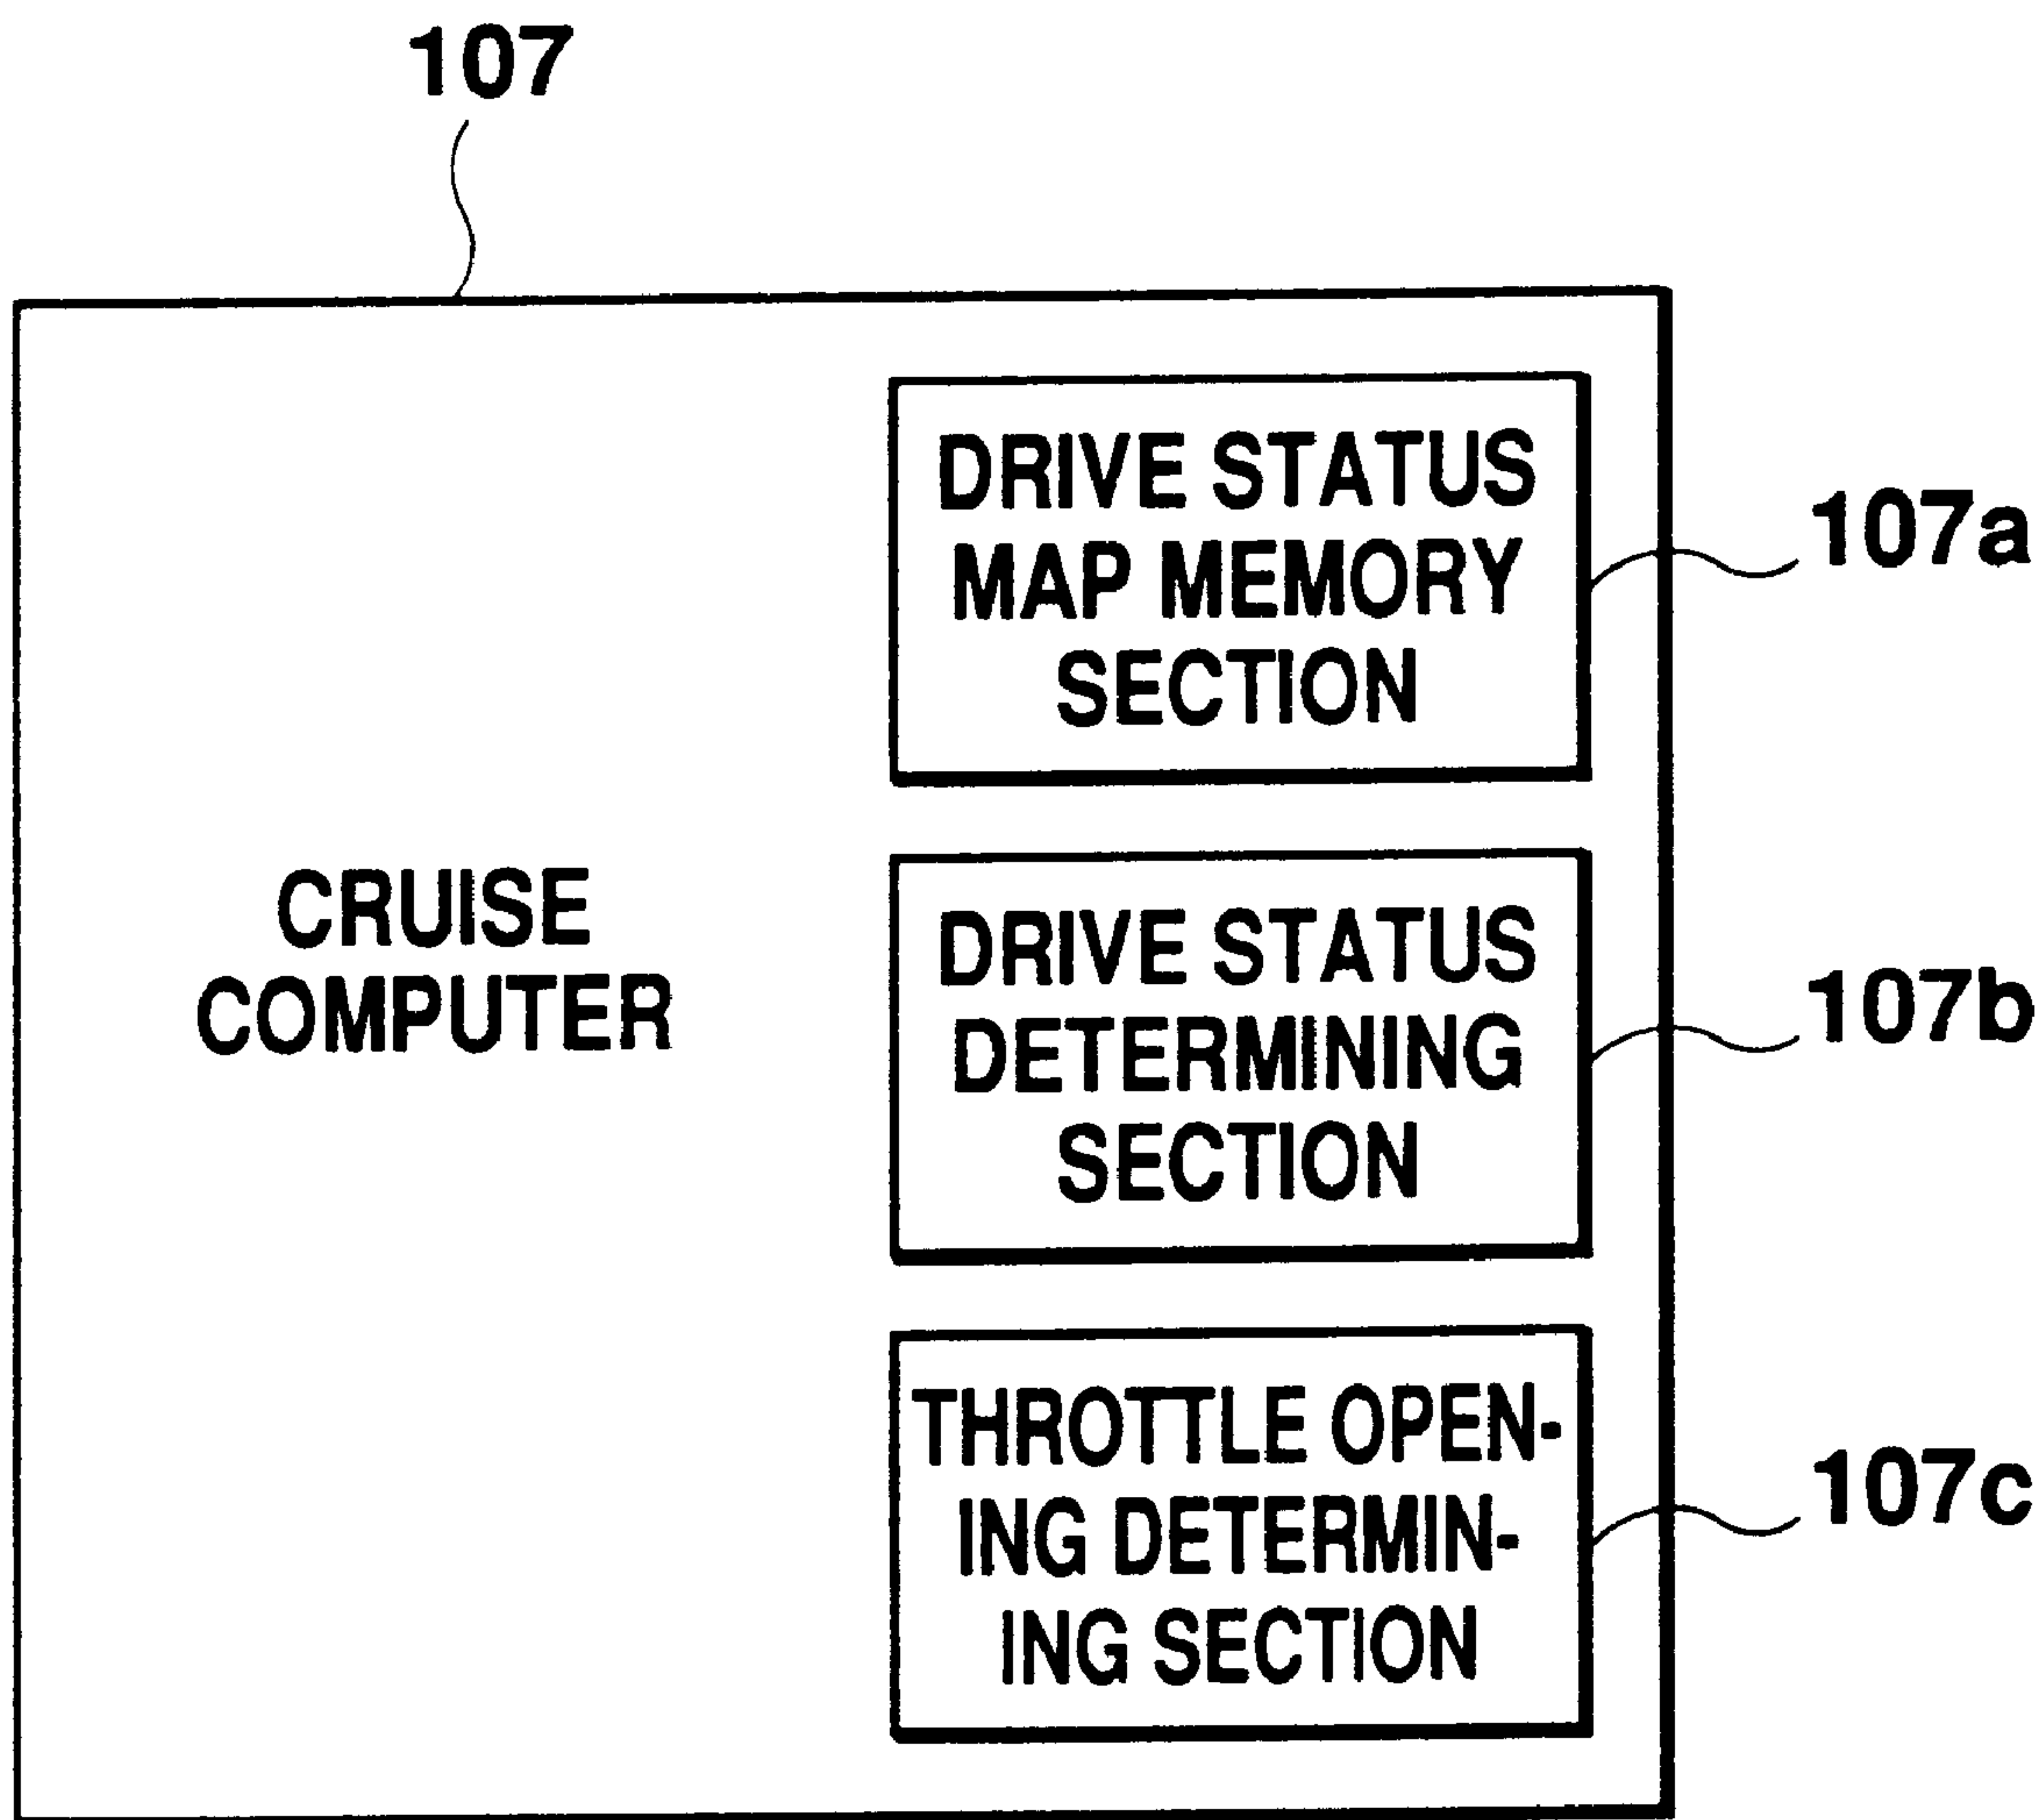 107
DRIVE STATUS
MAP MEMORY
SECTION
107a
CRUISE
COMPUTER
DRIVE STATUS
DETERMINING
SECTION
107b
THROTTLE OPEN-
ING DETERMIN-
ING SECTION
107c